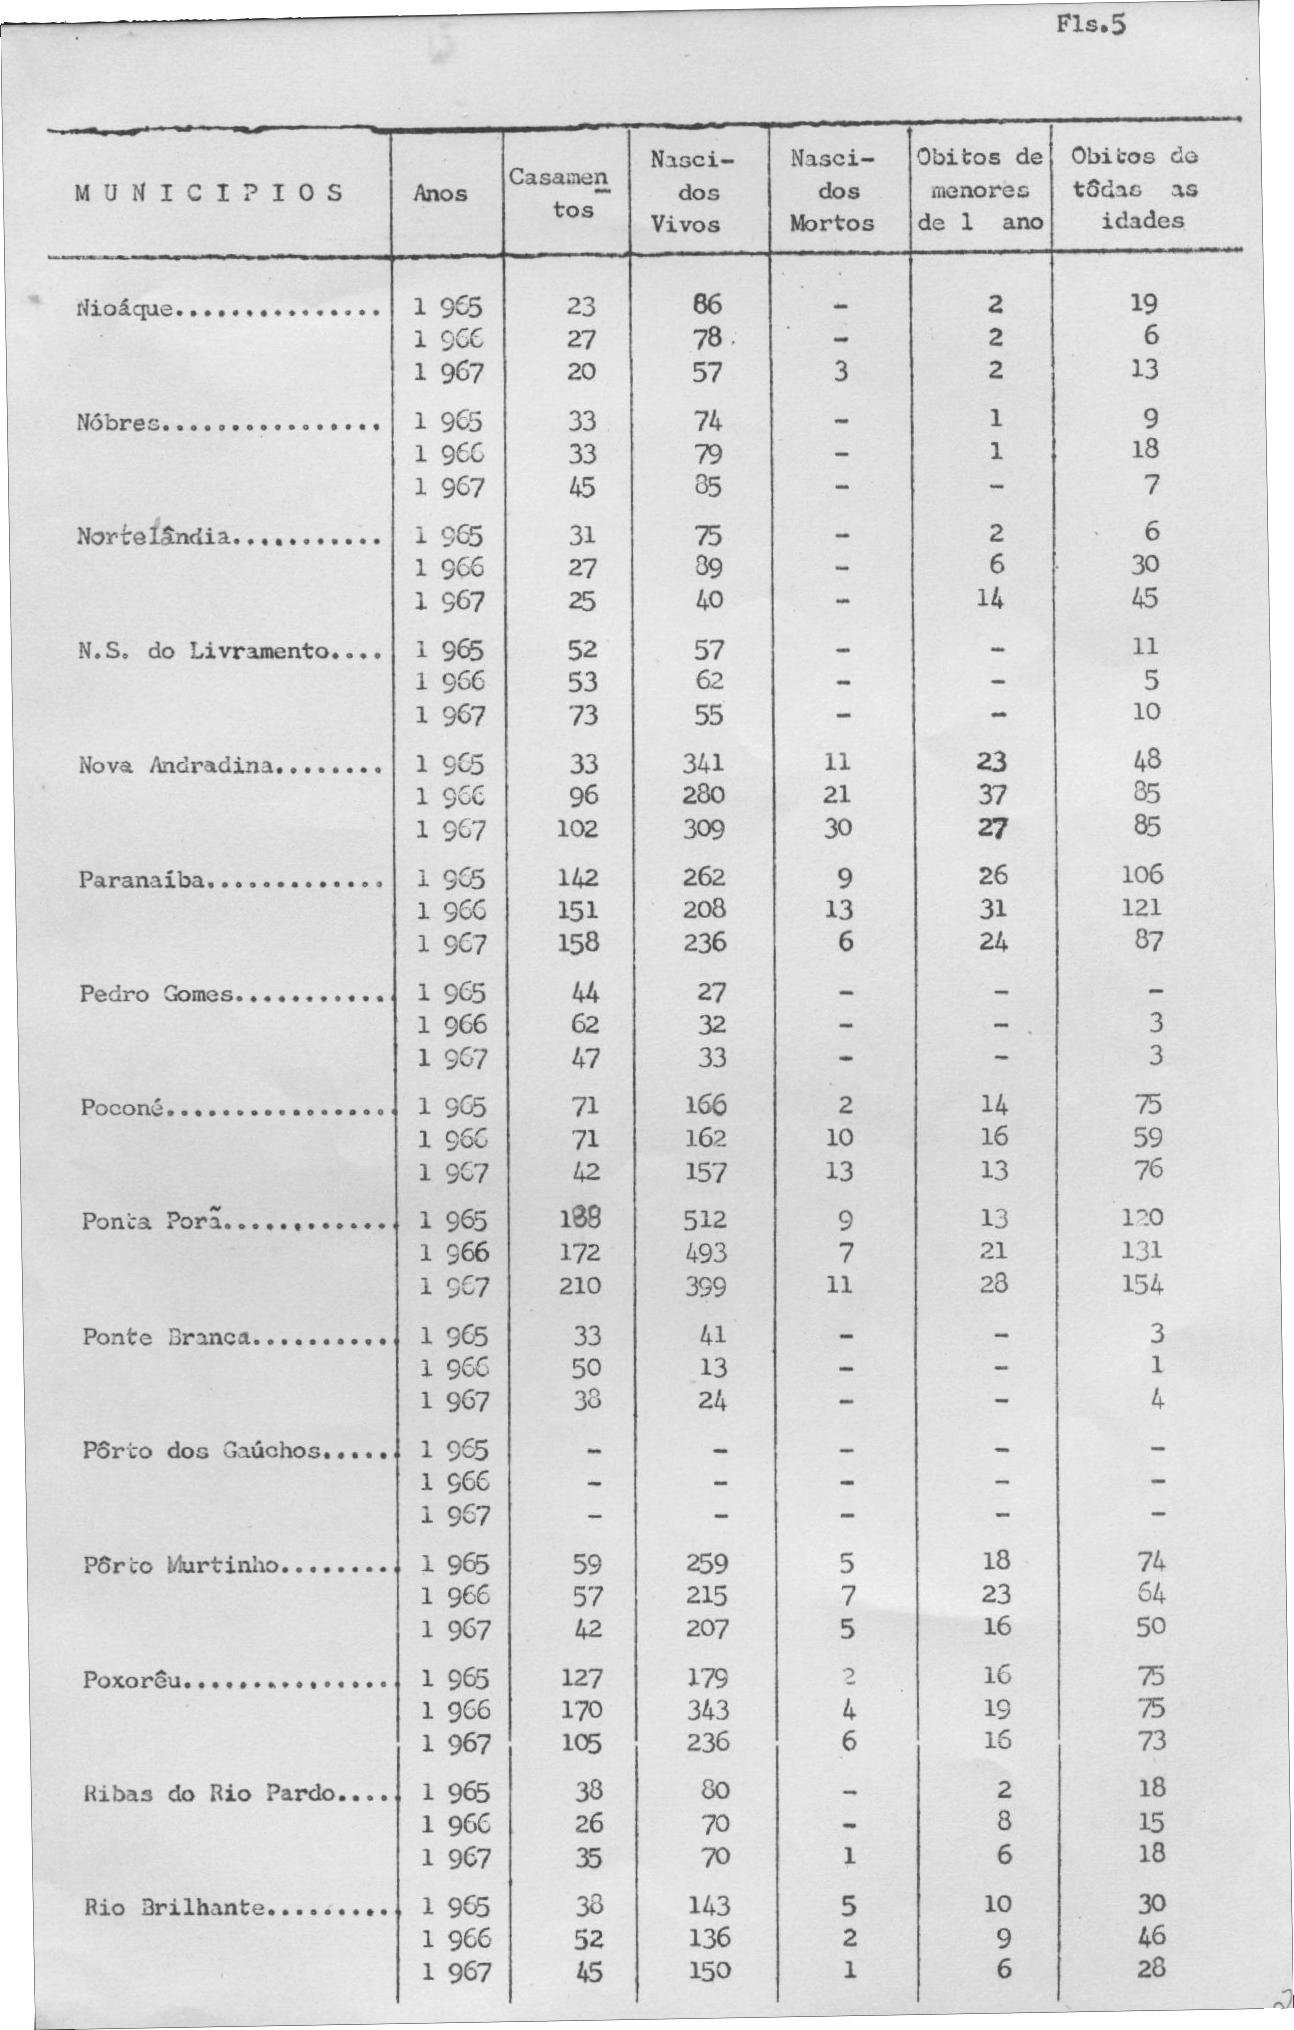 Fls.5
MUNICIPIOS Anos Casamentos Nascidos Vivos Nascidos Mortos Obitos de menores de 1 ano Obitos de tôdas as idades
Nioáque............... 1 965 23 86 - 2 19
1 966 27 78 - 2 6
1 967 20 57 3 2 13
Nóbres................ 1 965 33 74 - 1 9
1 966 33 79 - 1 18
1 967 45 85 - - 7
Nortelândia........... 1 965 31 75 - 2 6
1 966 27 89 - 6 30
1 967 25 40 - 14 45
N.S. do Livramento.... 1 965 52 57 - - 11
1 966 53 62 - - 5
1 967 73 55 - - 10
Nova Andradina........ 1 965 33 341 11 23 48
1 966 96 280 21 37 85
1 967 102 309 30 27 85
Paranaíba............. 1 965 142 262 9 26 106
1 966 151 208 13 31 121
1 967 158 236 6 24 87
Pedro Gomes............ 1 965 44 27 - - -
1 966 62 32 - - 3
1 967 47 33 - - 3
Poconé................. 1 965 71 166 2 14 75
1 966 71 162 10 16 59
1 967 42 157 13 13 76
Ponta Porã............. 1 965 188 512 9 13 120
1 966 172 493 7 21 131
1 967 210 399 11 28 154
Ponte Branca........... 1 965 33 41 - - 3
1 966 50 13 - - 1
1 967 38 24 - - 4
Pôrto dos Gaúchos...... 1 965 - - - - -
1 966 - - - - -
1 967 - - - - -
Pôrto Murtinho......... 1 965 59 259 5 18 74
1 966 57 215 7 23 64
1 967 42 207 5 16 50
Poxorêu............... 1 965 127 179 2 16 75
1 966 170 343 4 19 75
1 967 105 236 6 16 73
Ribas do Rio Pardo..... 1 965 38 80 - 2 18
1 966 26 70 - 8 15
1 967 35 70 1 6 18
Rio Brilhante.......... 1 965 38 143 5 10 30
1 966 52 136 2 9 46
1 967 45 150 1 6 28